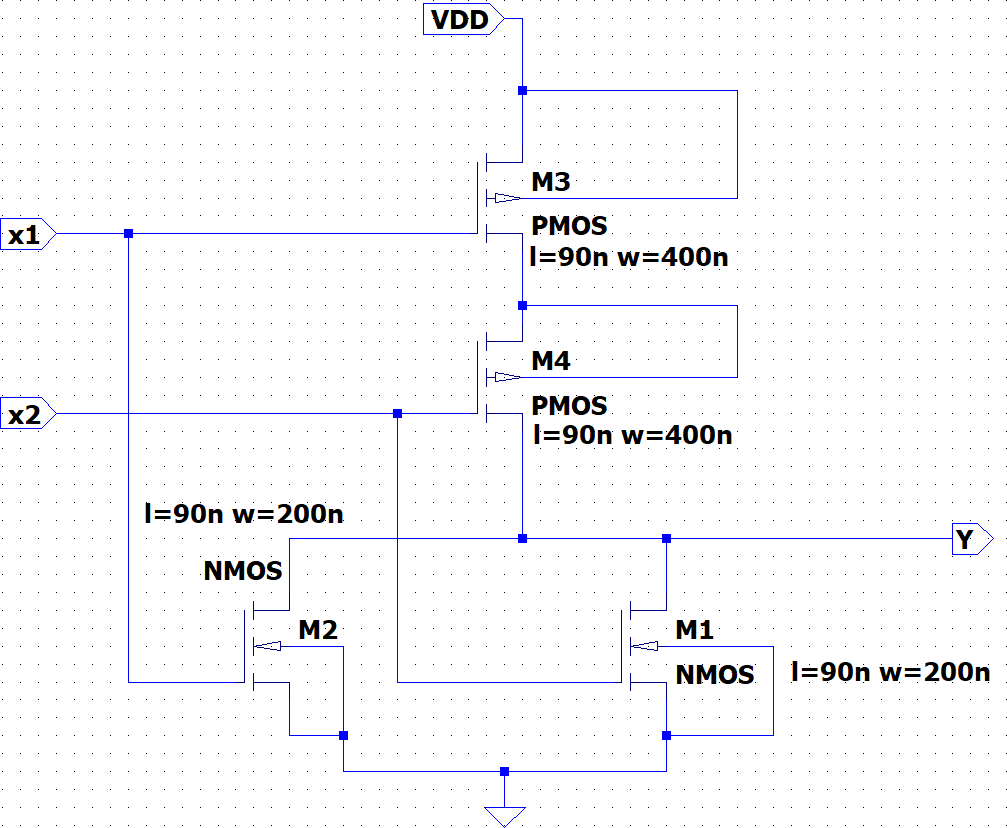 VDD
M3
x1
PMOS
l=90n w=400n
M4
x2
PMOS
l=90n w=400n
l=90n w=200n
Y
NMOS
M2
M1
NMOS
l=90n w=200n